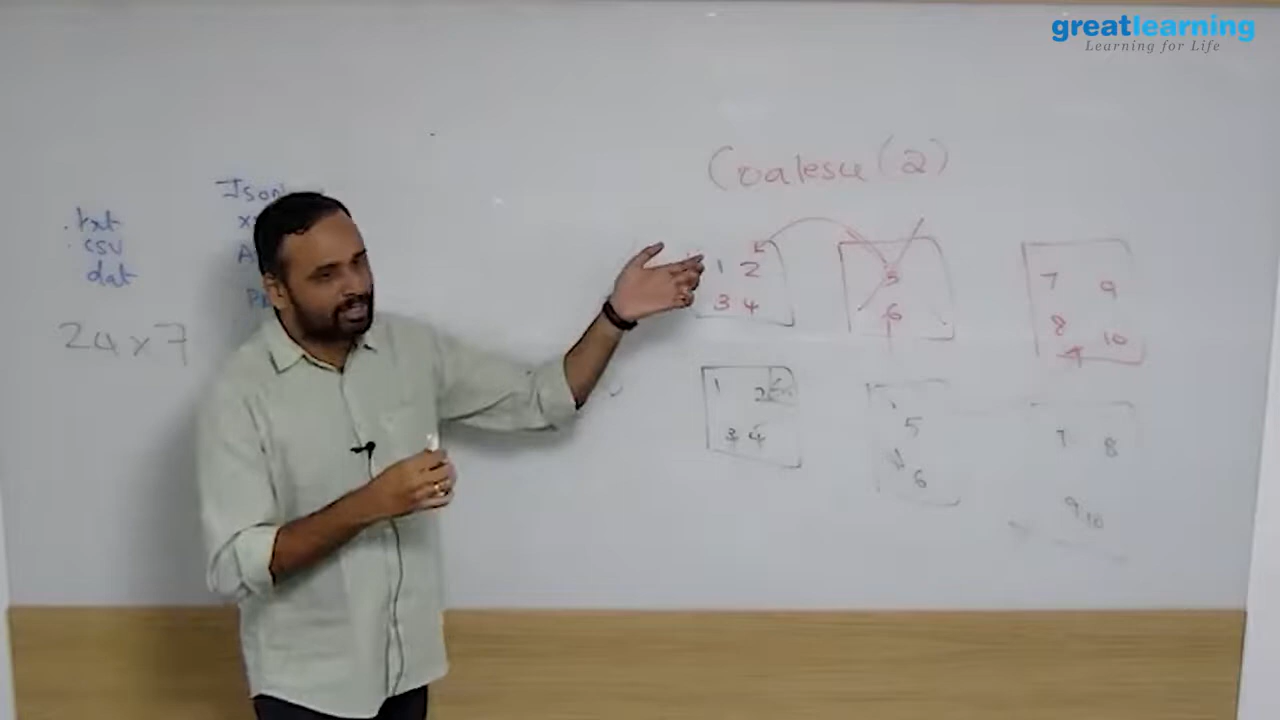 greatlearning
Learning for Life
Coalesce(2)
.txt
.csv
dat
Json
24x7
1 2
3 4
5
6
7 9
8 10
1 2
3 4
5
6
7 8
9,10